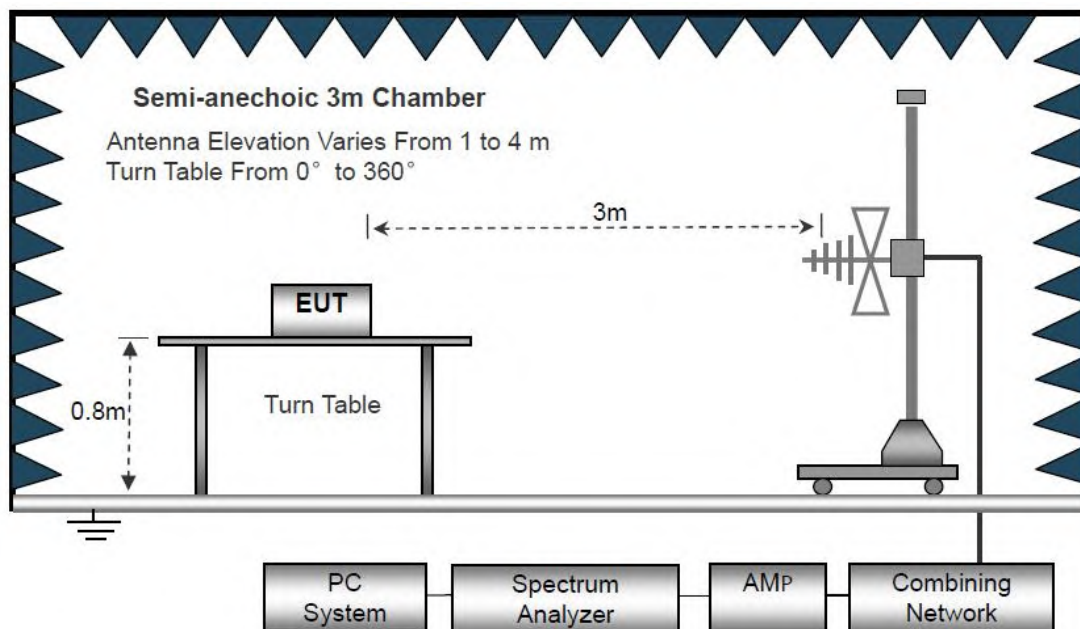 Semi-anechoic 3m Chamber
Antenna Elevation Varies From 1 to 4 m
Turn Table From 0° to 360°
3m
EUT
0.8m
Turn Table
PC
System
Spectrum
Analyzer
AMP
Combining
Network